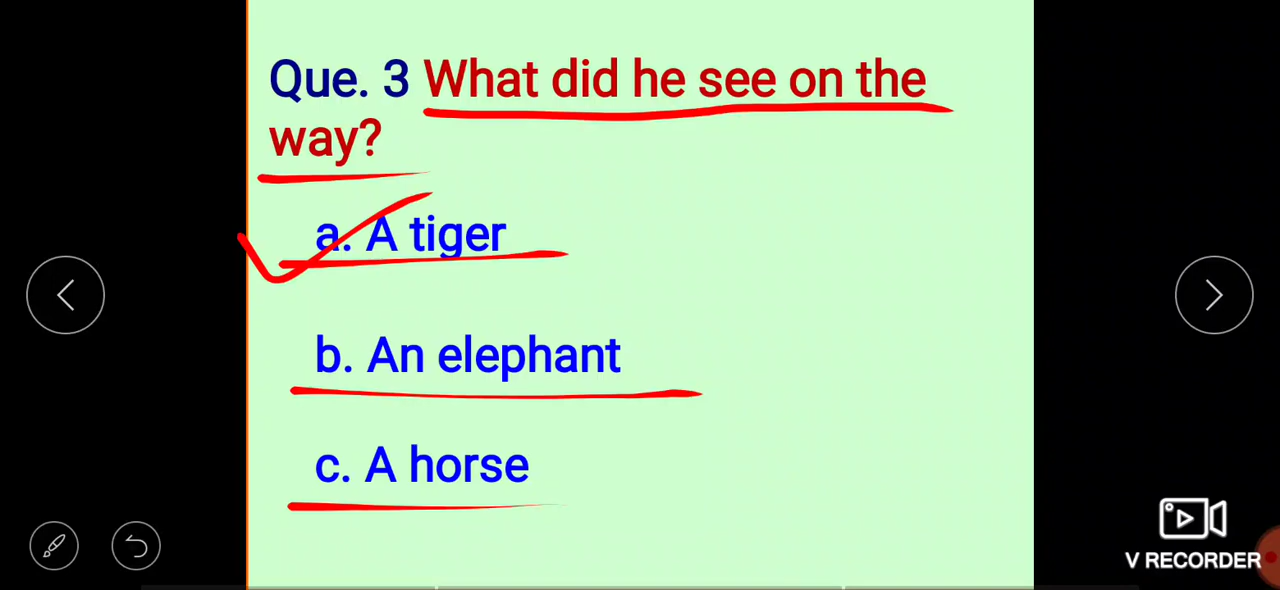 Que. 3 What did he see on the
way?
a. A tiger
b. An elephant
c. A horse
V RECORDER